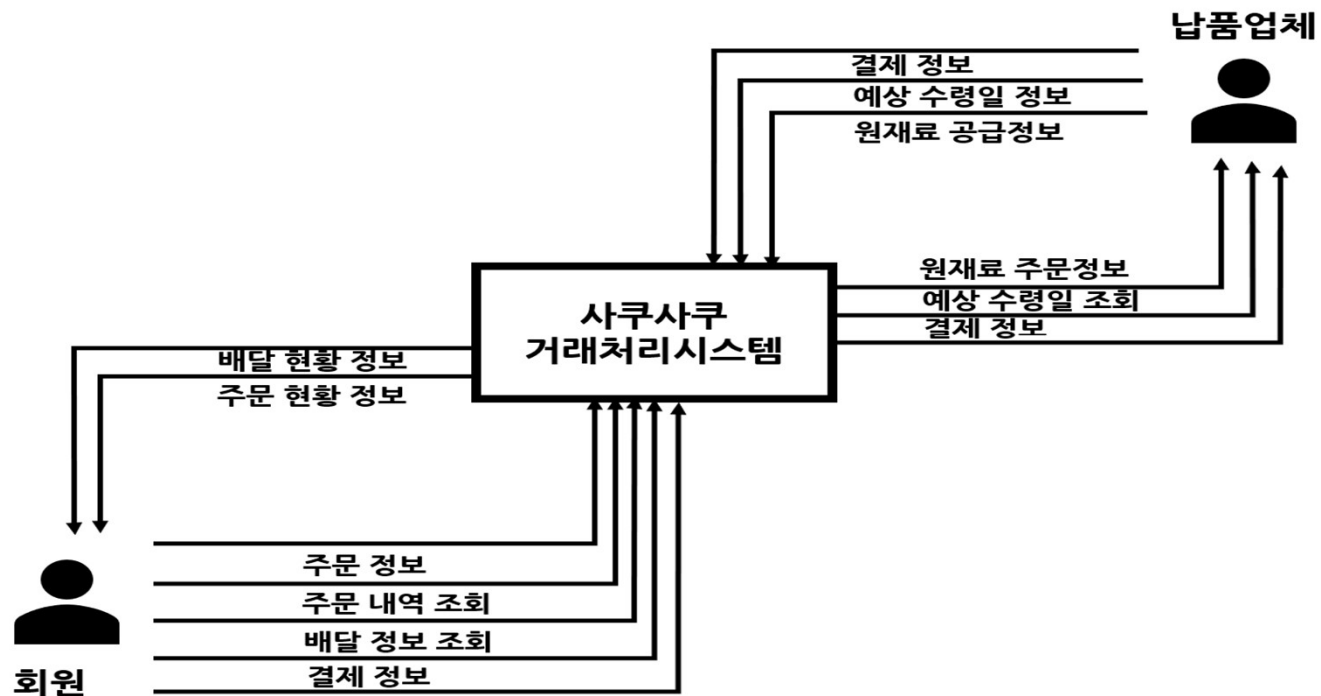 납품업체
결제 정보
예상 수령일 정보
원재료 공급정보
원재료 주문정보
예상 수령일 조회
결제 정보
사쿠사쿠
거래처리시스템
배달 현황 정보
주문 현황 정보
주문 정보
주문 내역 조회
배달 정보 조회
결제 정보
회원